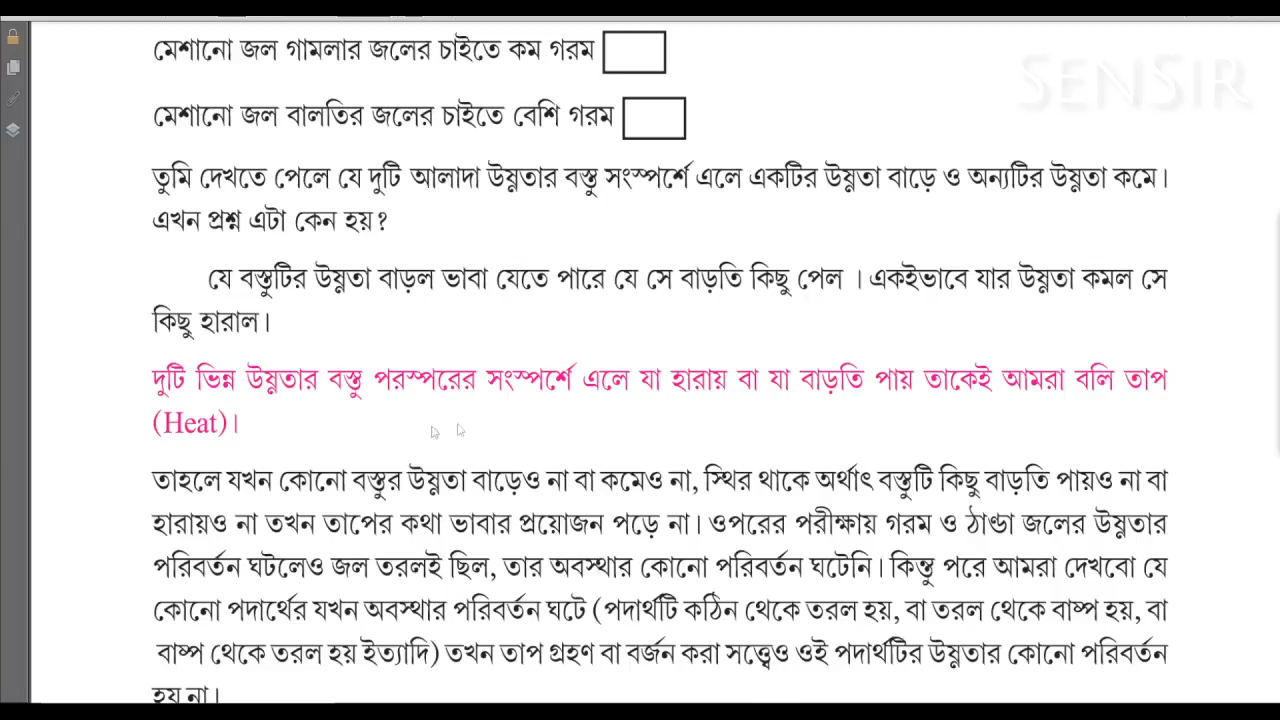 মেশানো জল গামলার জলের চাইতে কম গরম
SENSIR
মেশানো জল বালতির জলের চাইতে বেশি গরম
তুমি দেখতে পেলে যে দুটি আলাদা উষ্ণতার বস্তু সংস্পর্শে এলে একটির উষ্ণতা বাড়ে ও অন্যটির উষ্ণতা কমে।
এখন প্রশ্ন এটা কেন হয়?
যে বস্তুটির উষ্ণতা বাড়ল ভাবা যেতে পারে যে সে বাড়তি কিছু পেল । একইভাবে যার উষ্ণতা কমল সে
কিছু হারাল।
দুটি ভিন্ন উষ্ণতার বস্তু পরস্পরের সংস্পর্শে এলে যা হারায় বা যা বাড়তি পায় তাকেই আমরা বলি তাপ
(Heat)।
তাহলে যখন কোনো বস্তুর উষ্ণতা বাড়েও না বা কমেও না, স্থির থাকে অর্থাৎ বস্তুটি কিছু বাড়তি পায়ও না বা
হারায়ও না তখন তাপের কথা ভাবার প্রয়োজন পড়ে না। ওপরের পরীক্ষায় গরম ও ঠাণ্ডা জলের উষ্ণতার
পরিবর্তন ঘটলেও জল তরলই ছিল, তার অবস্থার কোনো পরিবর্তন ঘটেনি। কিন্তু পরে আমরা দেখবো যে
কোনো পদার্থের যখন অবস্থার পরিবর্তন ঘটে (পদার্থটি কঠিন থেকে তরল হয়, বা তরল থেকে বাষ্প হয়, বা
বাষ্প থেকে তরল হয় ইত্যাদি) তখন তাপ গ্রহণ বা বর্জন করা সত্ত্বেও ওই পদার্থটির উষ্ণতার কোনো পরিবর্তন
হয় না।